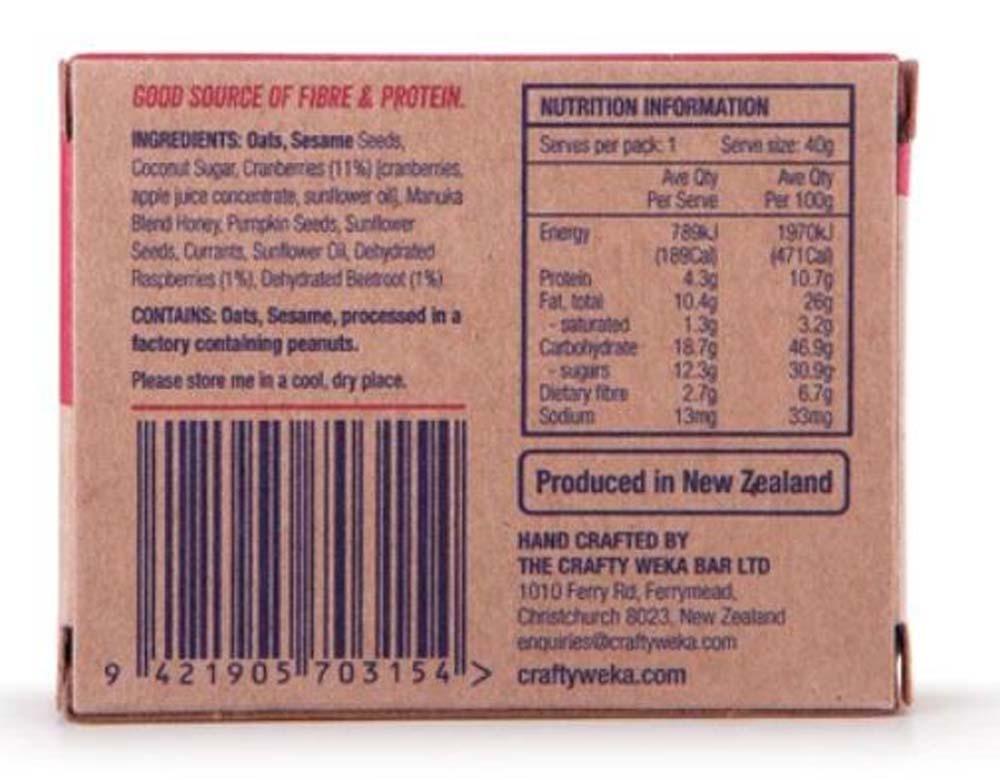 GOOD SOURCE OF FIBRE & PROTEIN.
INGREDIENTS: Oats, Sesame Seeds,
Coconut Sugar, Cranberries (11%) [cranberries,
apple juice concentrate, sunflower oil], Manuka
Blend Honey, Pumpkin Seeds, Sunflower
Seeds, Currants, Sunflower Oil, Dehydrated
Raspberries (1%), Dehydrated Beetroot (1%)
CONTAINS: Oats, Sesame, processed in a
factory containing peanuts.
Please store me in a cool, dry place.
9 421905 703154 >
NUTRITION INFORMATION
Serves per pack: 1 Serve size: 40g
Ave Qty Ave Qty
Per Serve Per 100g
Energy 789kJ 1970kJ
(189Cal) (471Cal)
Protein 4.3g 10.7g
Fat, total 10.4g 26g
- saturated 1.3g 3.2g
Carbohydrate 18.7g 46.9g
- sugars 12.3g 30.9g
Dietary fibre 2.7g 6.7g
Sodium 13mg 33mg
Produced in New Zealand
HAND CRAFTED BY
THE CRAFTY WEKA BAR LTD
1010 Ferry Rd, Ferrymead,
Christchurch 8023, New Zealand
enquiries@craftyweka.com
craftyweka.com